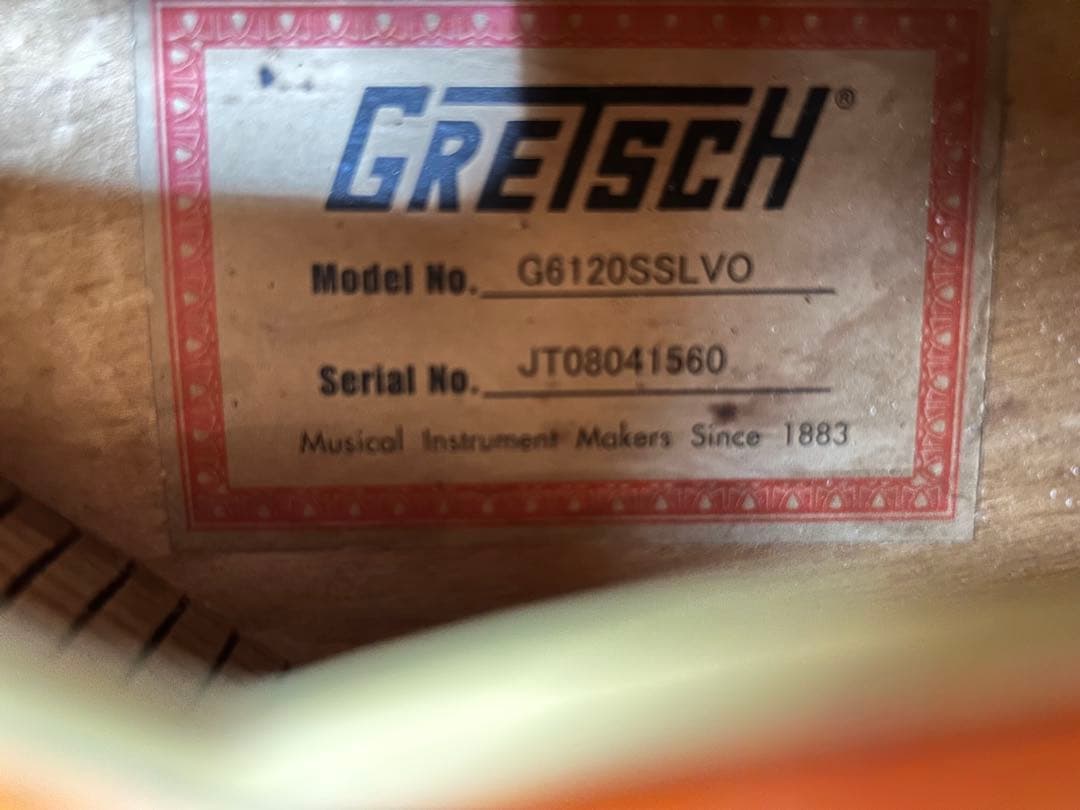 GRETSCH®
Model No. G6120SSLVO
Serial No. JT08041560
Musical Instrument Makers Since 1883